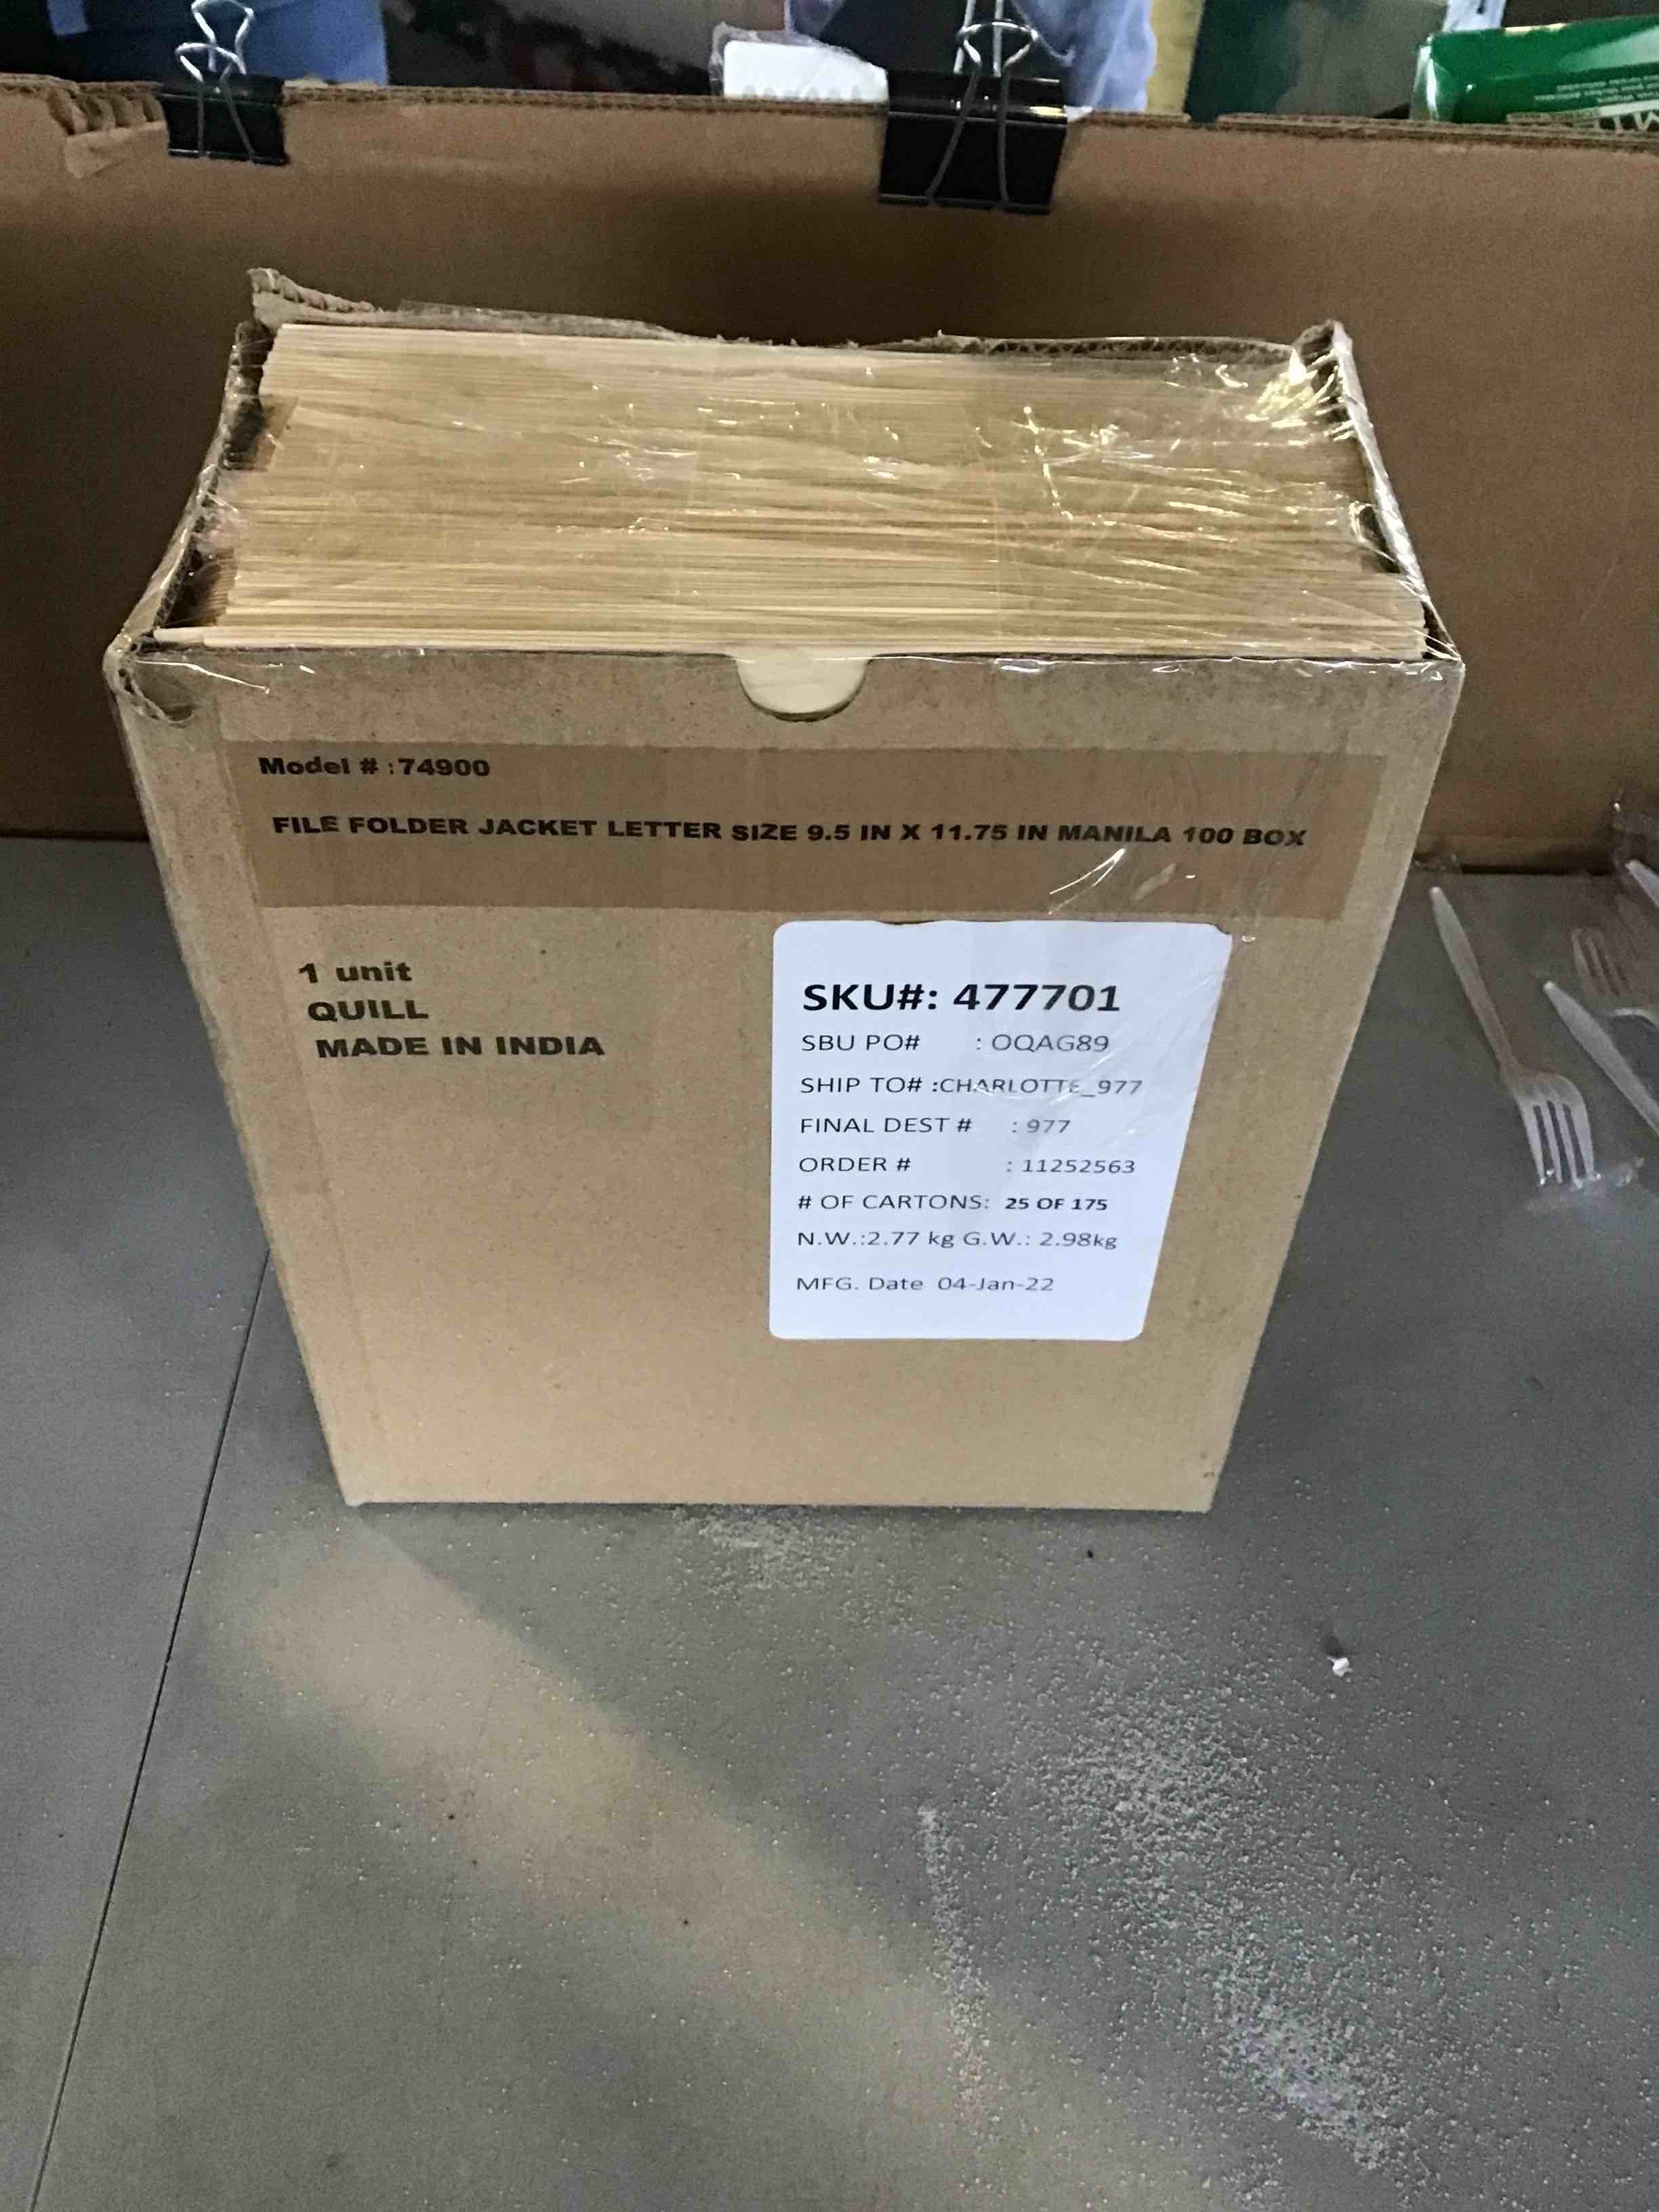 Model # :74900
FILE FOLDER JACKET LETTER SIZE 9.5 IN X 11.75 IN MANILA 100 BOX
1 unit
QUILL
MADE IN INDIA
SKU#: 477701
SBU PO# : OQAG89
SHIP TO# :CHARLOTTE_977
FINAL DEST # : 977
ORDER # : 11252563
# OF CARTONS: 25 OF 175
N.W.:2.77 kg G.W.: 2.98kg
MFG. Date 04-Jan-22